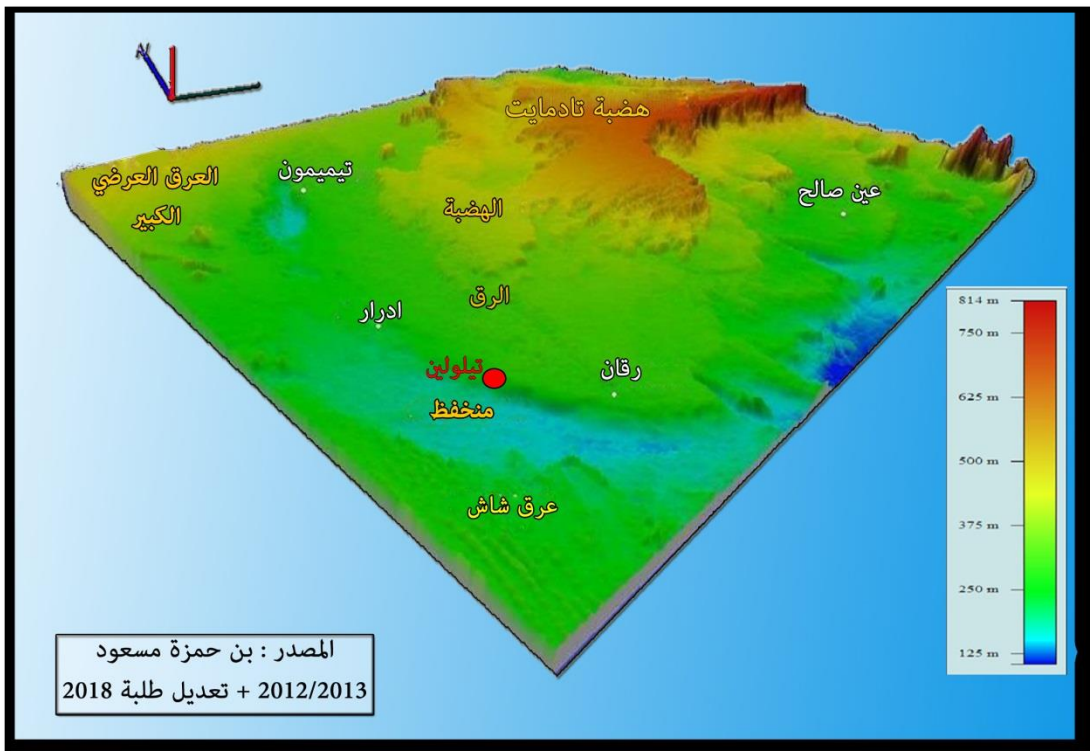 N
هضبة تادمايت
العرق العرضي
الكبير
تيميمون
الهضبة
عين صالح
الرق
ادرار
تيلولين
رقان
منخفظ
عرق شاش
814 m
750 m
625 m
500 m
375 m
250 m
125 m
المصدر : بن حمزة مسعود
2012/2013 + تعديل طلبة 2018